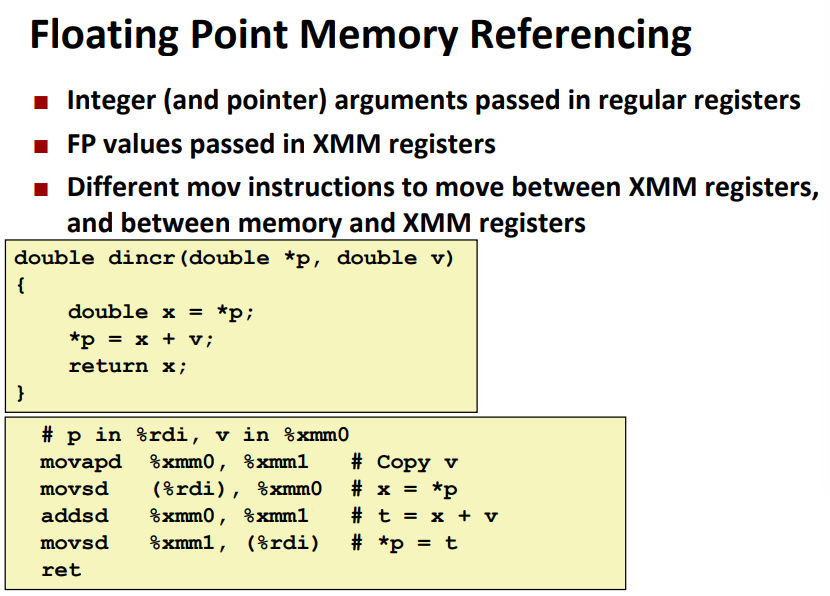 Floating Point Memory Referencing
■ Integer (and pointer) arguments passed in regular registers
■ FP values passed in XMM registers
■ Different mov instructions to move between XMM registers,
and between memory and XMM registers
double dincr(double *p, double v)
{
    double x = *p;
    *p = x + v;
    return x;
}
  # p in %rdi, v in %xmm0
  movapd  %xmm0, %xmm1   # Copy v
  movsd   (%rdi), %xmm0  # x = *p
  addsd   %xmm0, %xmm1   # t = x + v
  movsd   %xmm1, (%rdi)  # *p = t
  ret